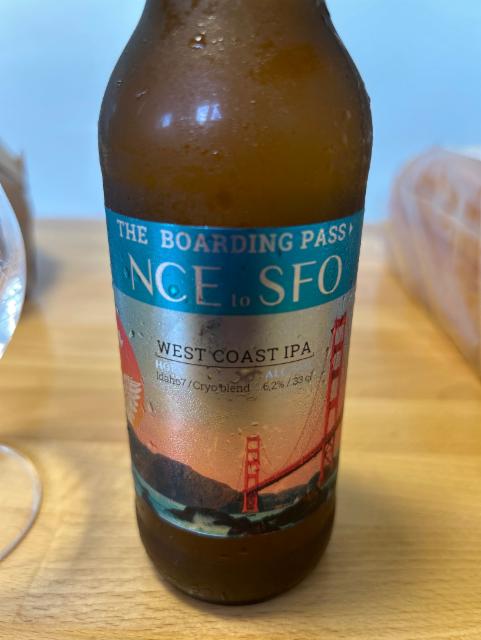 THE BOARDING PASS
NCE to SFO
WEST COAST IPA
Idaho7/Cryo blend 6,2% / 33 cl